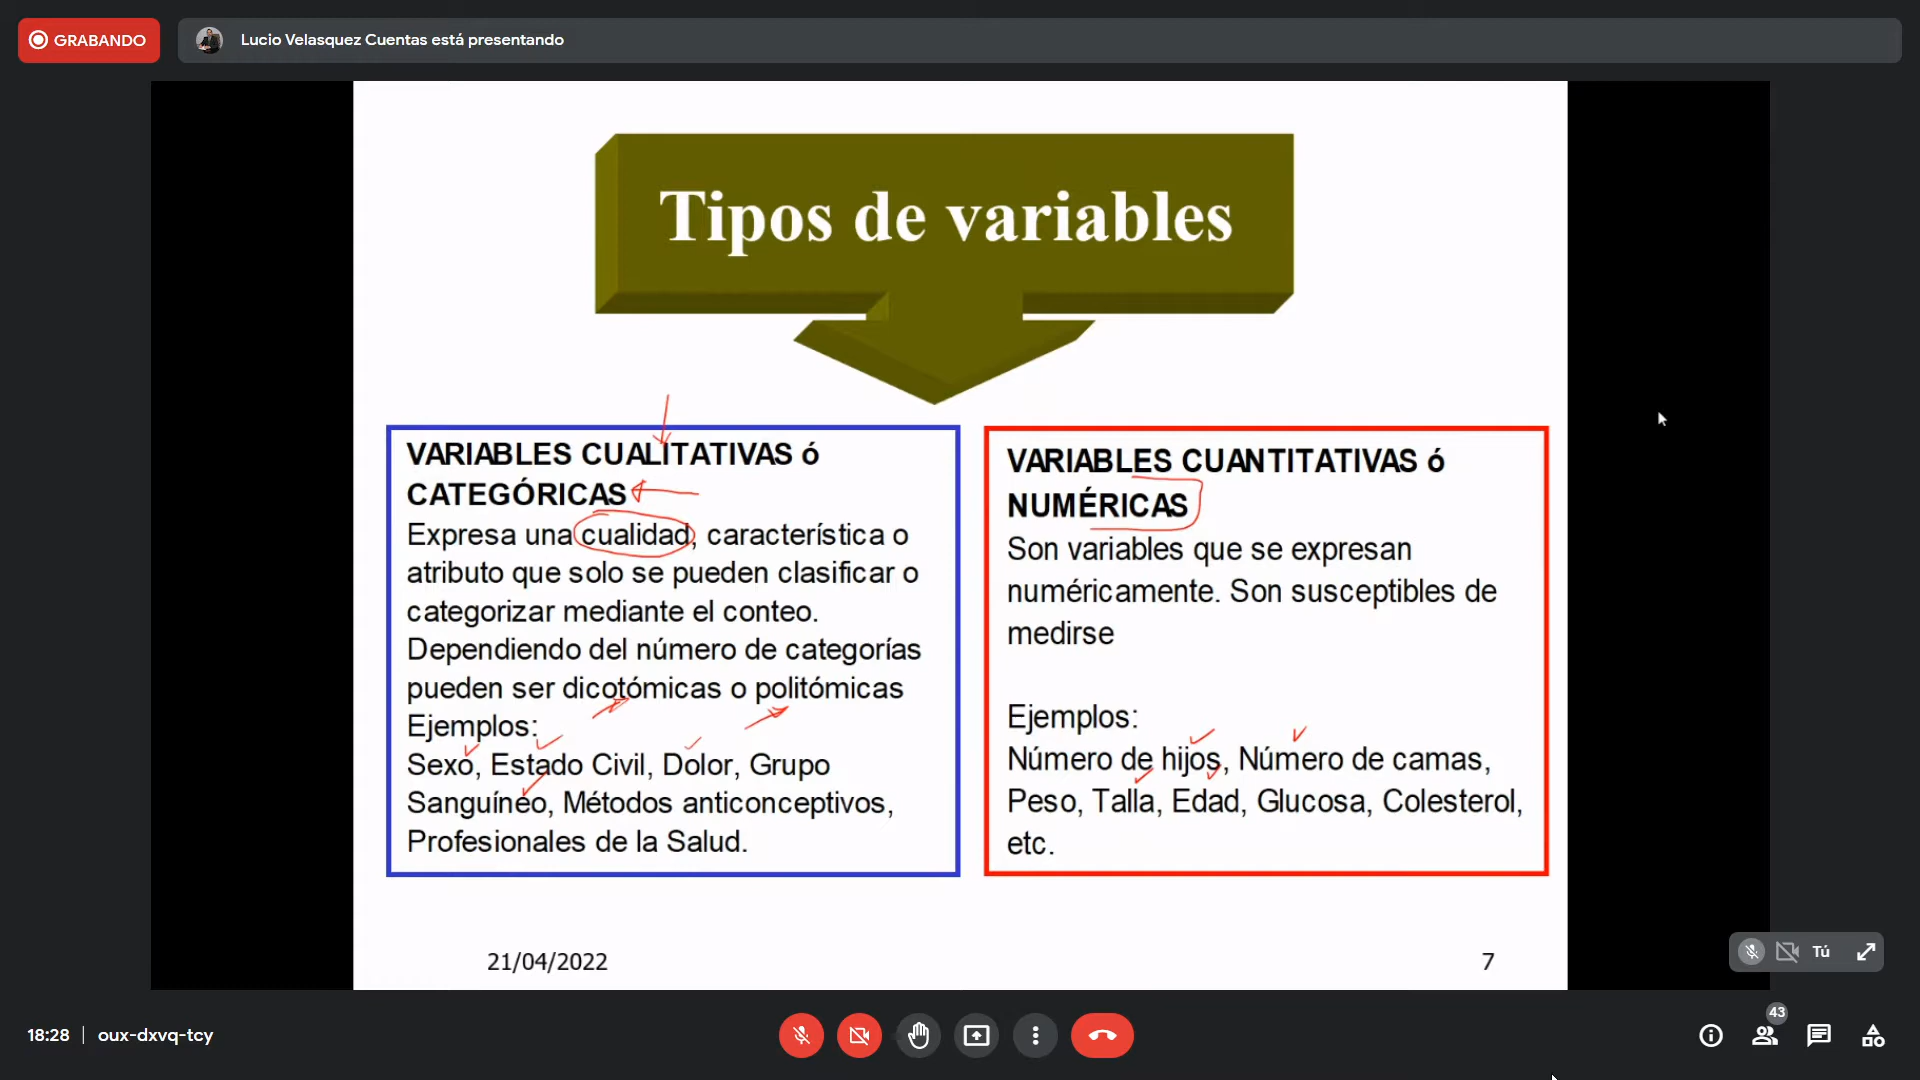 GRABANDO
Lucio Velasquez Cuentas está presentando
Tipos de variables
VARIABLES CUALITATIVAS ó
CATEGÓRICAS
Expresa una cualidad, característica o
atributo que solo se pueden clasificar o
categorizar mediante el conteo.
Dependiendo del número de categorías
pueden ser dicotómicas o politómicas
Ejemplos:
Sexo, Estado Civil, Dolor, Grupo
Sanguíneo, Métodos anticonceptivos,
Profesionales de la Salud.
VARIABLES CUANTITATIVAS ó
NUMÉRICAS
Son variables que se expresan
numéricamente. Son susceptibles de
medirse
Ejemplos:
Número de hijos, Número de camas,
Peso, Talla, Edad, Glucosa, Colesterol,
etc.
21/04/2022
7
Tú
18:28
oux-dxvq-tcy
43